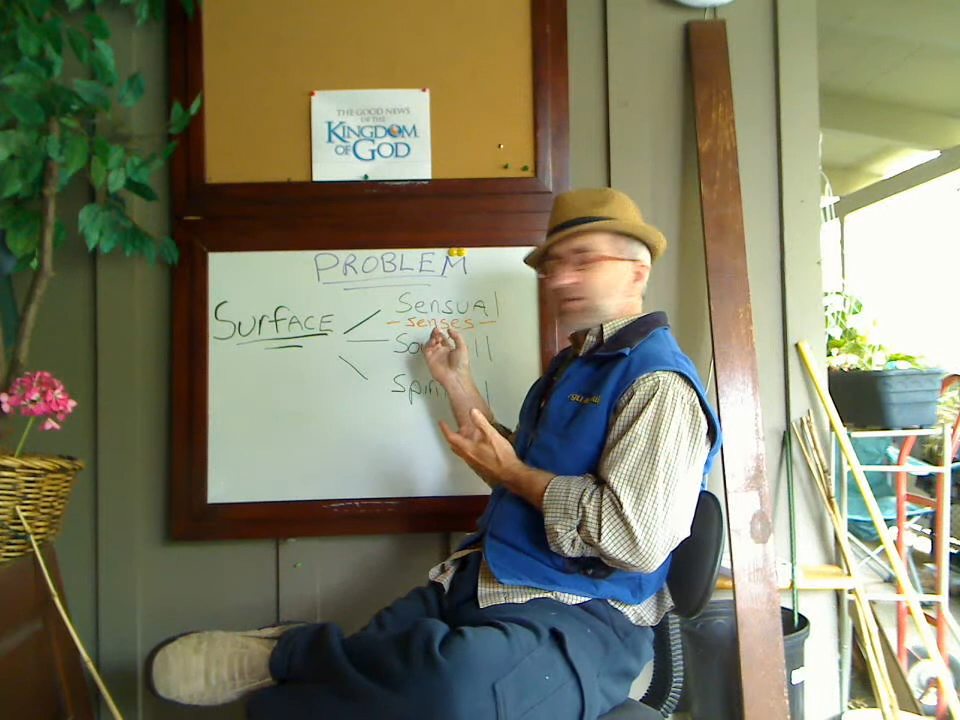 THE GOOD NEWS
OF THE
KINGDOM
OF GOD
PROBLEM
Surface
Sensual
- senses -